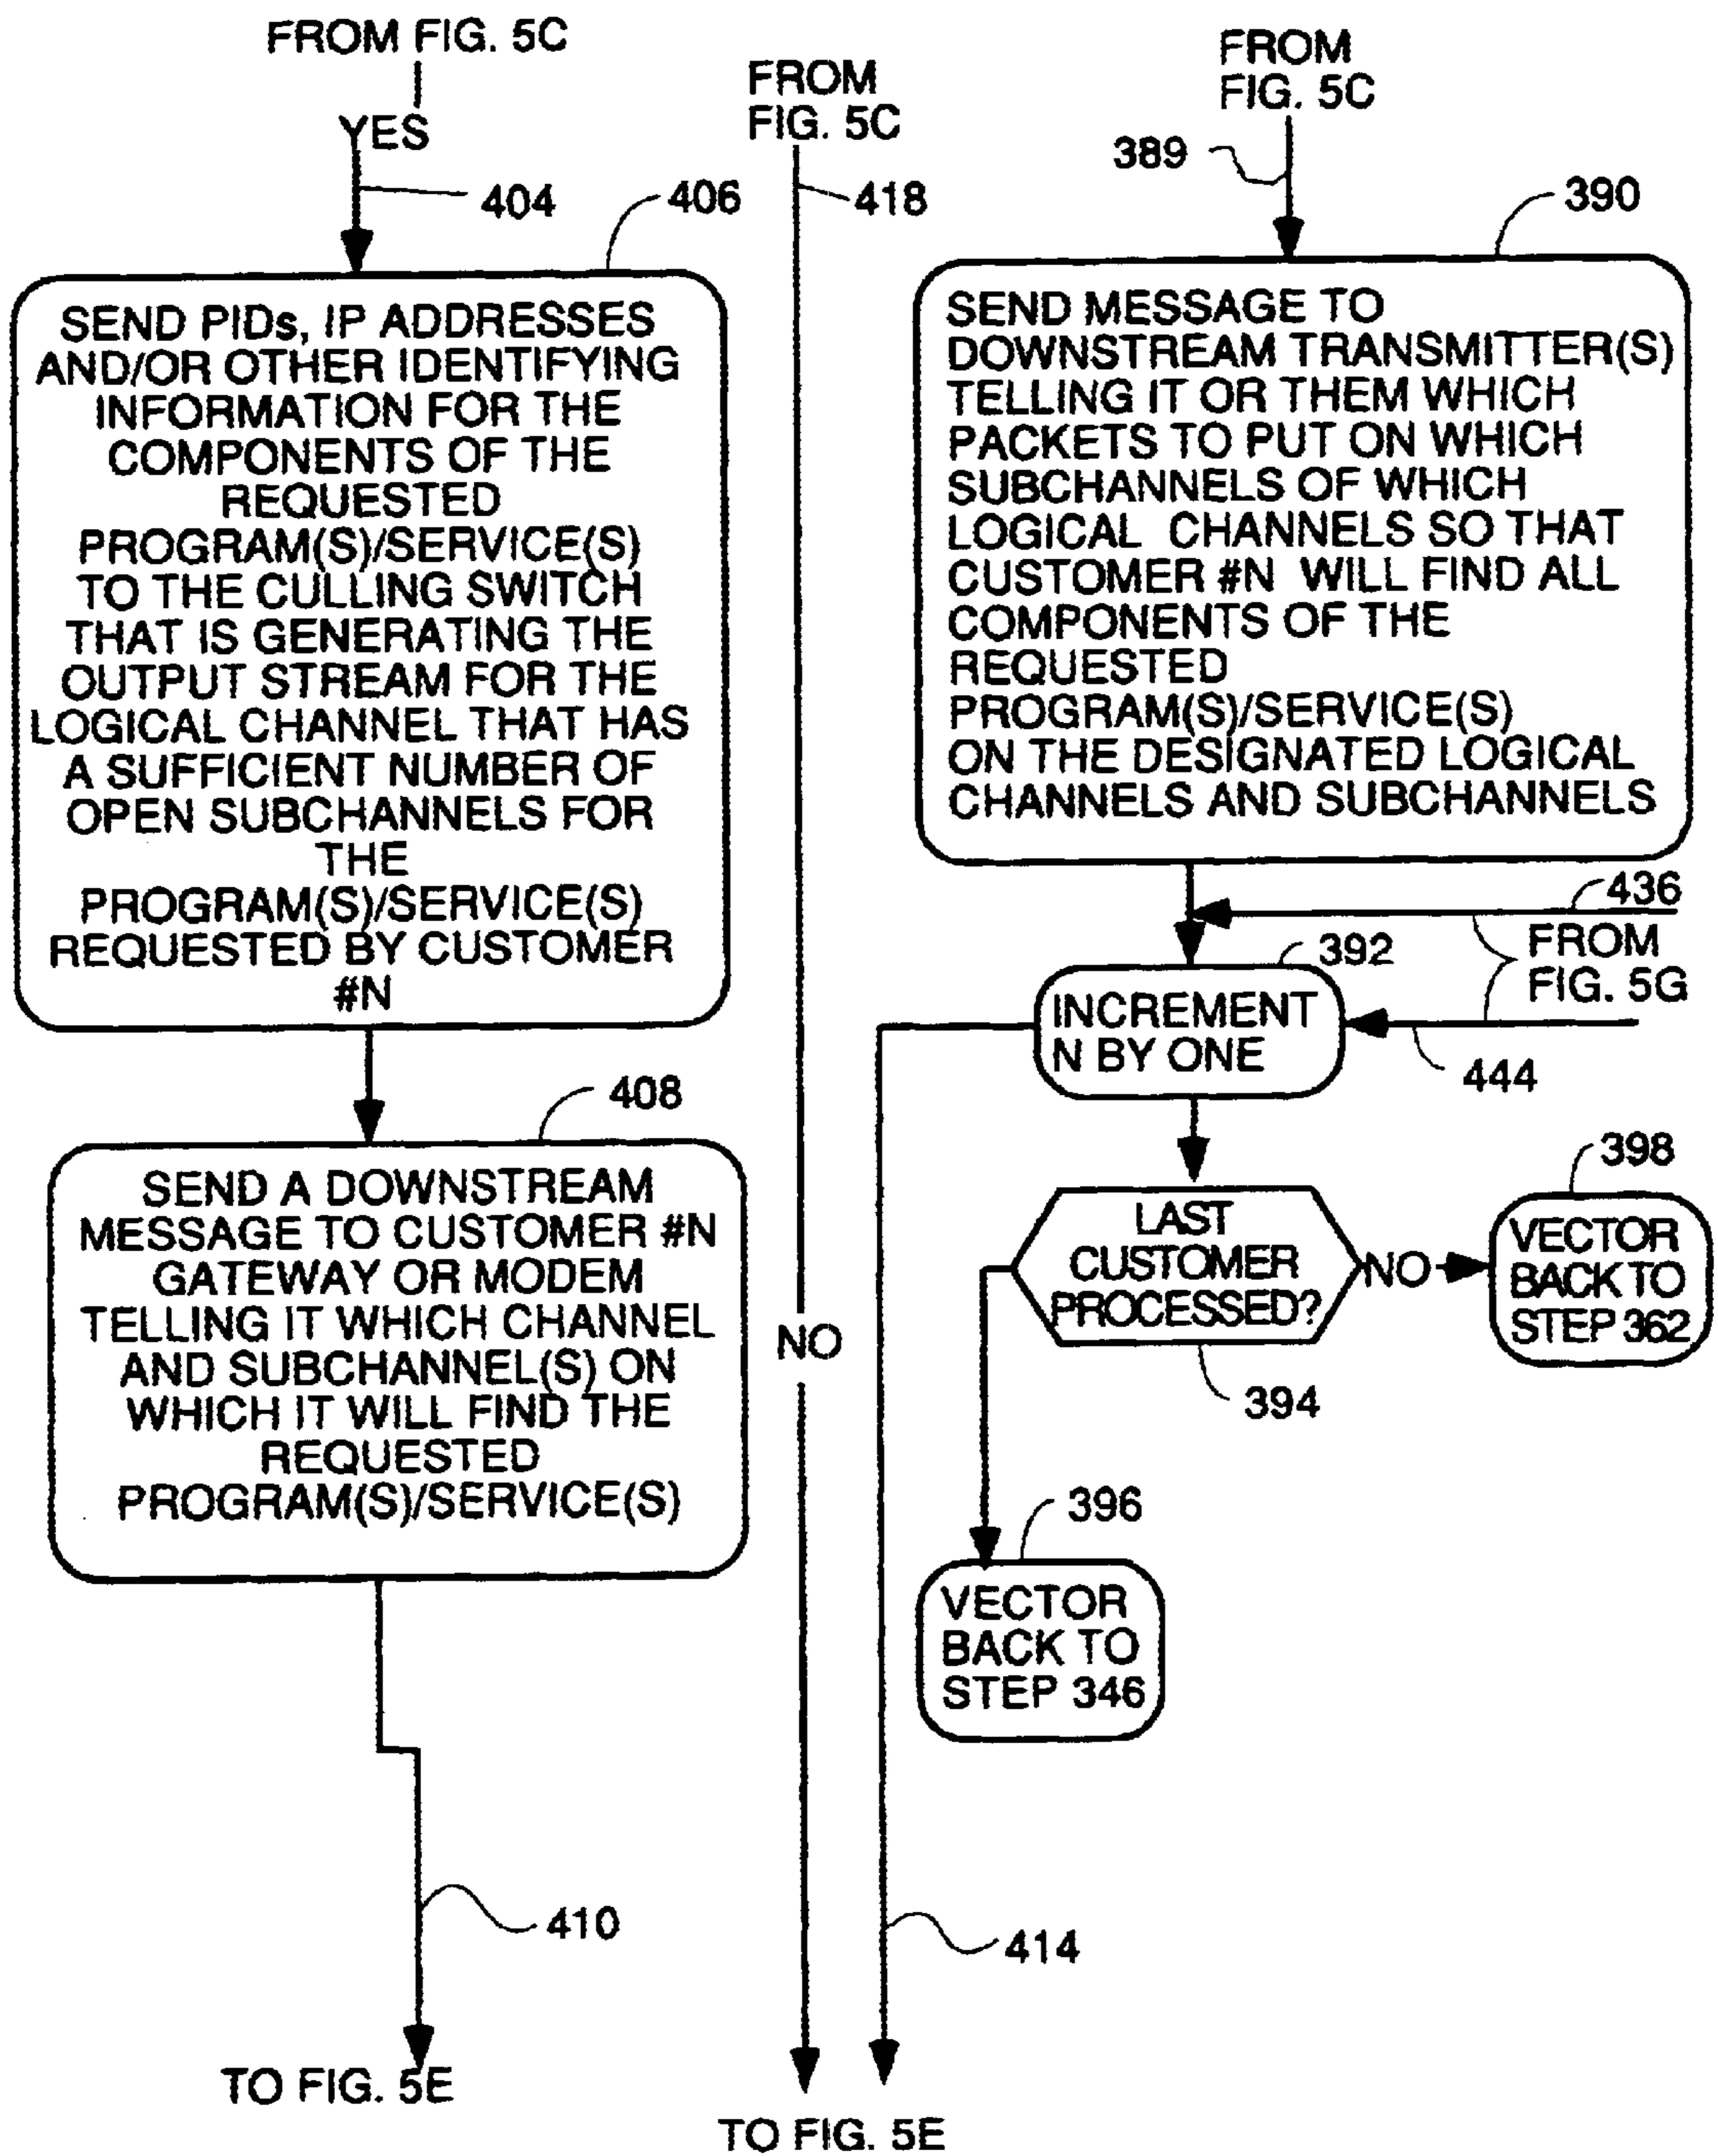 FROM FIG. 5C
YES
404
406
SEND PIDs, IP ADDRESSES
AND/OR OTHER IDENTIFYING
INFORMATION FOR THE
COMPONENTS OF THE
REQUESTED
PROGRAM(S)/SERVICE(S)
TO THE CULLING SWITCH
THAT IS GENERATING THE
OUTPUT STREAM FOR THE
LOGICAL CHANNEL THAT HAS
A SUFFICIENT NUMBER OF
OPEN SUBCHANNELS FOR
THE
PROGRAM(S)/SERVICE(S)
REQUESTED BY CUSTOMER
#N
408
SEND A DOWNSTREAM
MESSAGE TO CUSTOMER #N
GATEWAY OR MODEM
TELLING IT WHICH CHANNEL
AND SUBCHANNEL(S) ON
WHICH IT WILL FIND THE
REQUESTED
PROGRAM(S)/SERVICE(S)
410
TO FIG. 5E
FROM
FIG. 5C
418
NO
414
TO FIG. 5E
FROM
FIG. 5C
389
390
SEND MESSAGE TO
DOWNSTREAM TRANSMITTER(S)
TELLING IT OR THEM WHICH
PACKETS TO PUT ON WHICH
SUBCHANNELS OF WHICH
LOGICAL CHANNELS SO THAT
CUSTOMER #N WILL FIND ALL
COMPONENTS OF THE
REQUESTED
PROGRAM(S)/SERVICE(S)
ON THE DESIGNATED LOGICAL
CHANNELS AND SUBCHANNELS
436
FROM
FIG. 5G
392
INCREMENT
N BY ONE
444
LAST
CUSTOMER
PROCESSED?
394
NO
398
VECTOR
BACK TO
STEP 362
396
VECTOR
BACK TO
STEP 346